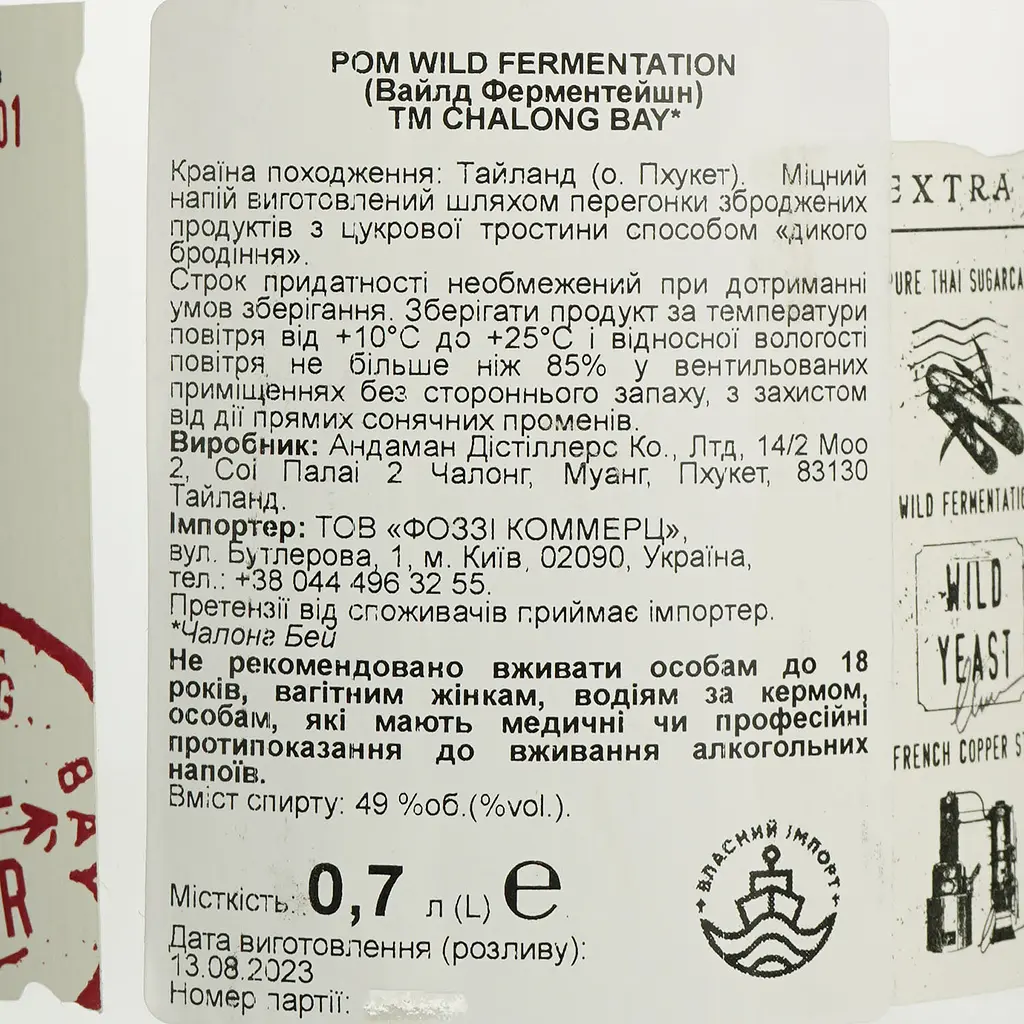 РОМ WILD FERMENTATION
(Вайлд Ферментейшн)
ТМ CHALONG BAY*
Країна походження: Тайланд (о. Пхукет). Міцний
напій виготовлений шляхом перегонки зброджених
продуктів з цукрової тростини способом «дикого
бродіння».
Строк придатності необмежений при дотриманні
умов зберігання. Зберігати продукт за температури
повітря від +10°С до +25°С і відносної вологості
повітря не більше ніж 85% у вентильованих
приміщеннях без стороннього запаху, з захистом
від дії прямих сонячних променів.
Виробник: Андаман Дістіллерс Ко., Лтд, 14/2 Моо
2, Соі Палаі 2 Чалонг, Муанг, Пхукет, 83130
Тайланд.
Імпортер: ТОВ «ФОЗЗІ КОММЕРЦ»,
вул. Бутлерова, 1, м. Київ, 02090, Україна,
тел.: +38 044 496 32 55.
Претензії від споживачів приймає імпортер.
*Чалонг Бей
Не рекомендовано вживати особам до 18
років, вагітним жінкам, водіям за кермом,
особам, які мають медичні чи професійні
протипоказання до вживання алкогольних
напоїв.
Вміст спирту: 49 %об.(%vol.).
Місткість: 0,7 л (L) e
Дата виготовлення (розливу):
13.08.2023
Номер партії:
ВЛАСНИЙ ІМПОРТ
EXTRA
PURE THAI SUGARCA
WILD FERMENTATIO
WILD
YEAST
FRENCH COPPER S
01
G
BAY
R